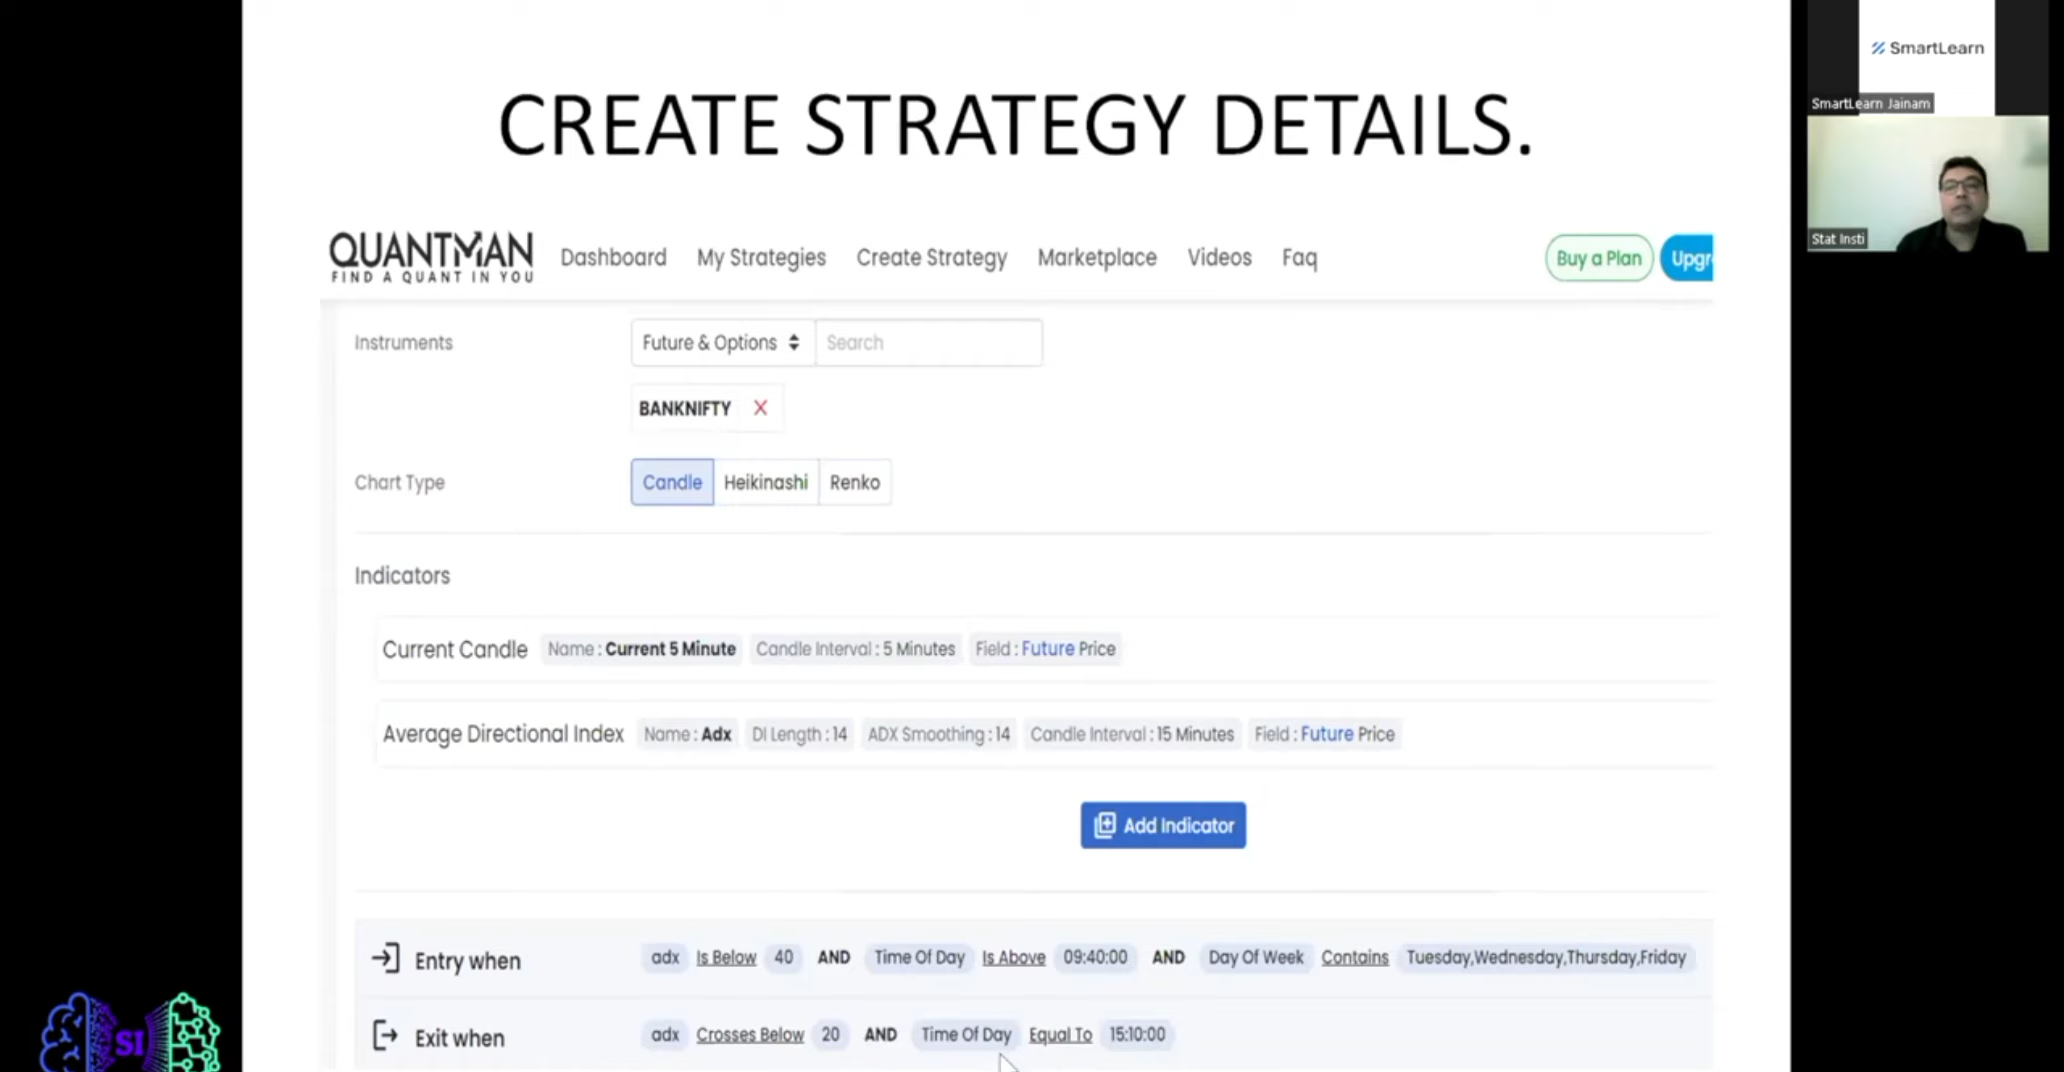 CREATE STRATEGY DETAILS.
SmartLearn
SmartLearn Jainam
Stat Insti
QUANTMAN
FIND A QUANT IN YOU
Dashboard My Strategies Create Strategy Marketplace Videos Faq Buy a Plan Upgr
Instruments Future & Options Search
BANKNIFTY X
Chart Type Candle Heikinashi Renko
Indicators
Current Candle Name : Current 5 Minute Candle Interval : 5 Minutes Field : Future Price
Average Directional Index Name : Adx DI Length : 14 ADX Smoothing : 14 Candle Interval : 15 Minutes Field : Future Price
Add Indicator
Entry when adx Is Below 40 AND Time Of Day Is Above 09:40:00 AND Day Of Week Contains Tuesday,Wednesday,Thursday,Friday
Exit when adx Crosses Below 20 AND Time Of Day Equal To 15:10:00
SI